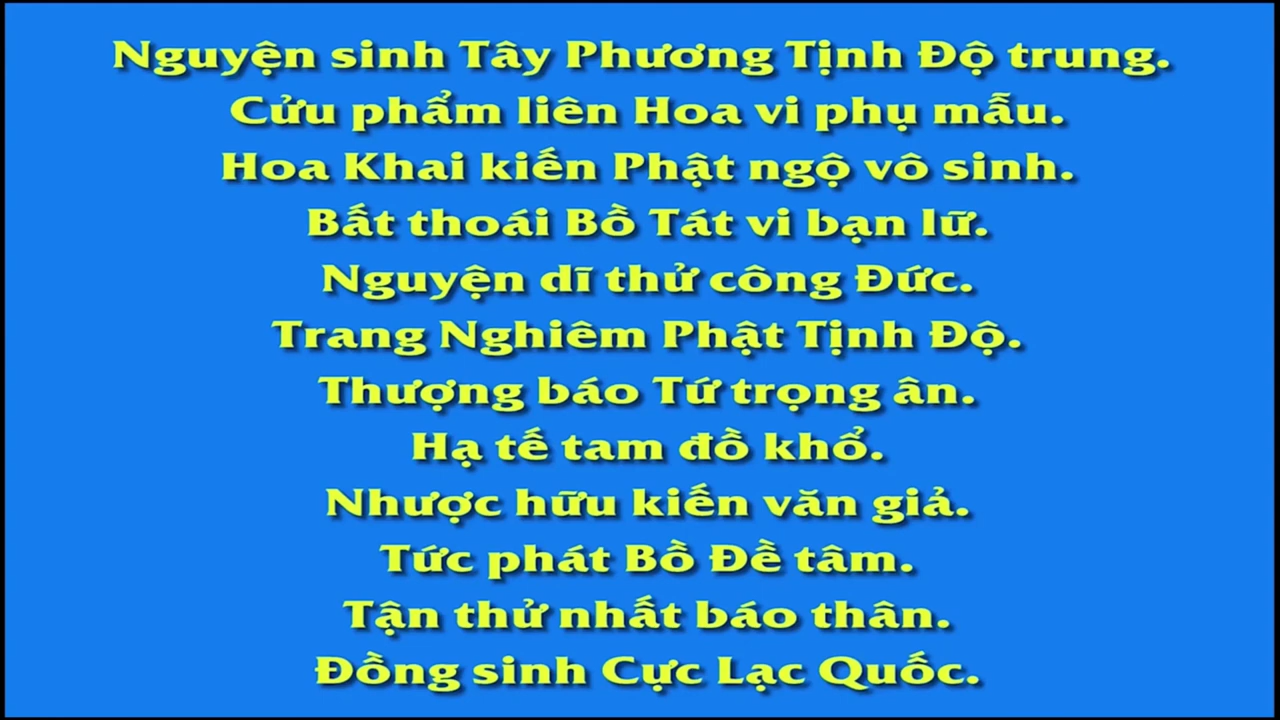 Nguyện sinh Tây Phương Tịnh Độ trung.
Cửu phẩm liên Hoa vi phụ mẫu.
Hoa Khai kiến Phật ngộ vô sinh.
Bất thoái Bồ Tát vi bạn lữ.
Nguyện dĩ thử công Đức.
Trang Nghiêm Phật Tịnh Độ.
Thượng báo Tứ trọng ân.
Hạ tế tam đồ khổ.
Nhược hữu kiến văn giả.
Tức phát Bồ Đề tâm.
Tận thử nhất báo thân.
Đồng sinh Cực Lạc Quốc.